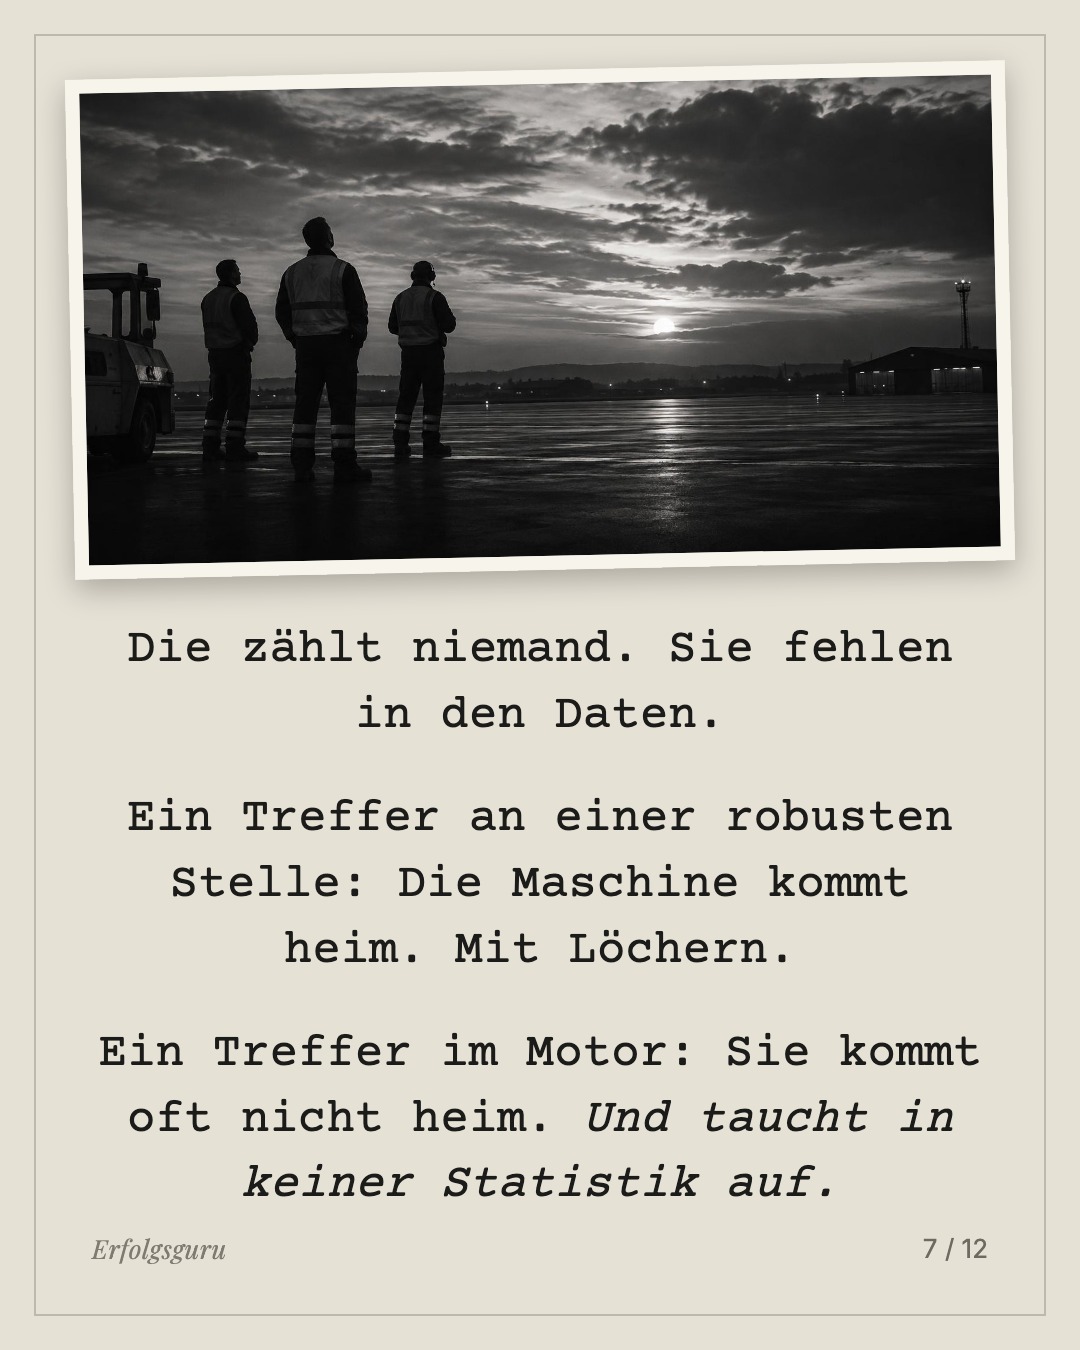 Die zählt niemand. Sie fehlen
in den Daten.
Ein Treffer an einer robusten
Stelle: Die Maschine kommt
heim. Mit Löchern.
Ein Treffer im Motor: Sie kommt
oft nicht heim. Und taucht in
keiner Statistik auf.
Erfolgsguru
7 / 12